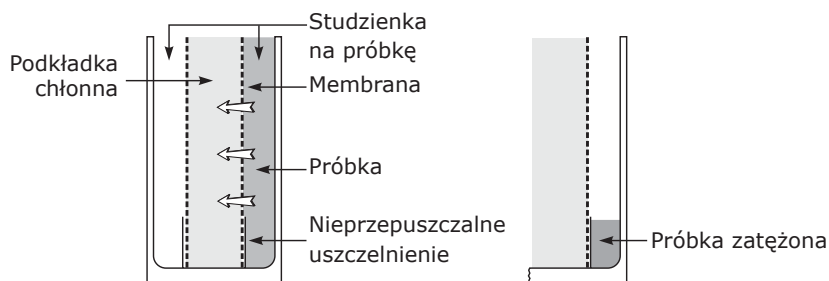 Studzienka
na próbkę
Podkładka
chłonna
Membrana
Próbka
Nieprzepuszczalne
uszczelnienie
Próbka zatężona